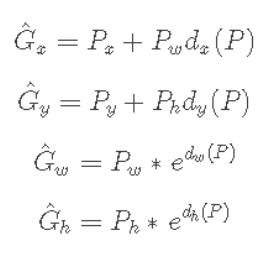 Ĝ_x = P_x + P_w d_x(P)
Ĝ_y = P_y + P_h d_y(P)
Ĝ_w = P_w * e^{d_w(P)}
Ĝ_h = P_h * e^{d_h(P)}